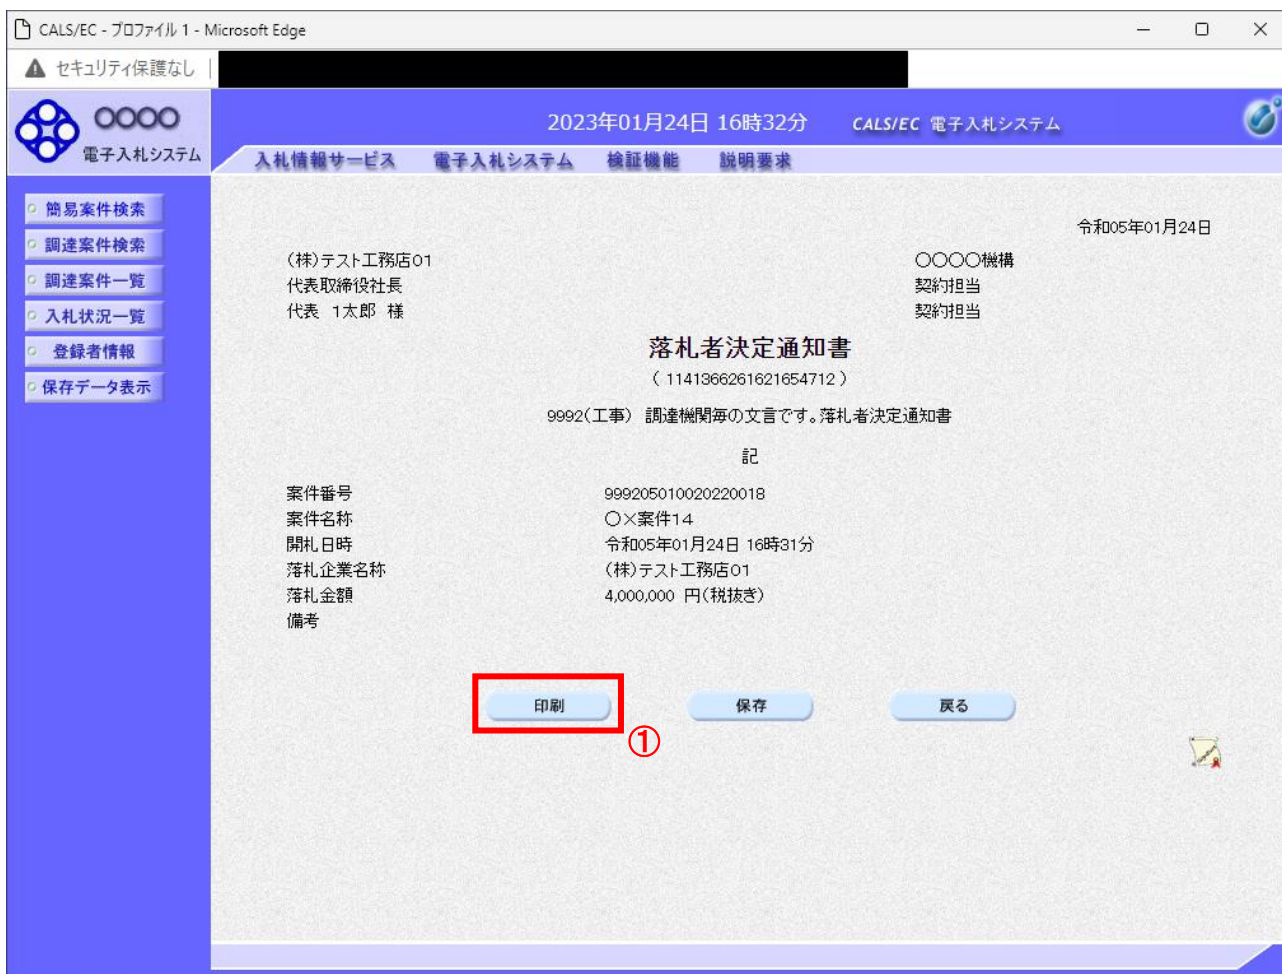 CALS/EC - プロファイル 1 - Microsoft Edge
セキュリティ保護なし
〇〇〇〇
電子入札システム
2023年01月24日 16時32分
CALS/EC 電子入札システム
入札情報サービス 電子入札システム 検証機能 説明要求
簡易案件検索
調達案件検索
調達案件一覧
入札状況一覧
登録者情報
保存データ表示
令和05年01月24日
(株)テスト工務店01
代表取締役社長
代表 1太郎 様
〇〇〇〇機構
契約担当
契約担当
落札者決定通知書
( 1141366261621654712 )
9992(工事) 調達機関毎の文言です。落札者決定通知書
記
案件番号 999205010020220018
案件名称 〇×案件14
開札日時 令和05年01月24日 16時31分
落札企業名称 (株)テスト工務店01
落札金額 4,000,000 円(税抜き)
備考
印刷 保存 戻る
①